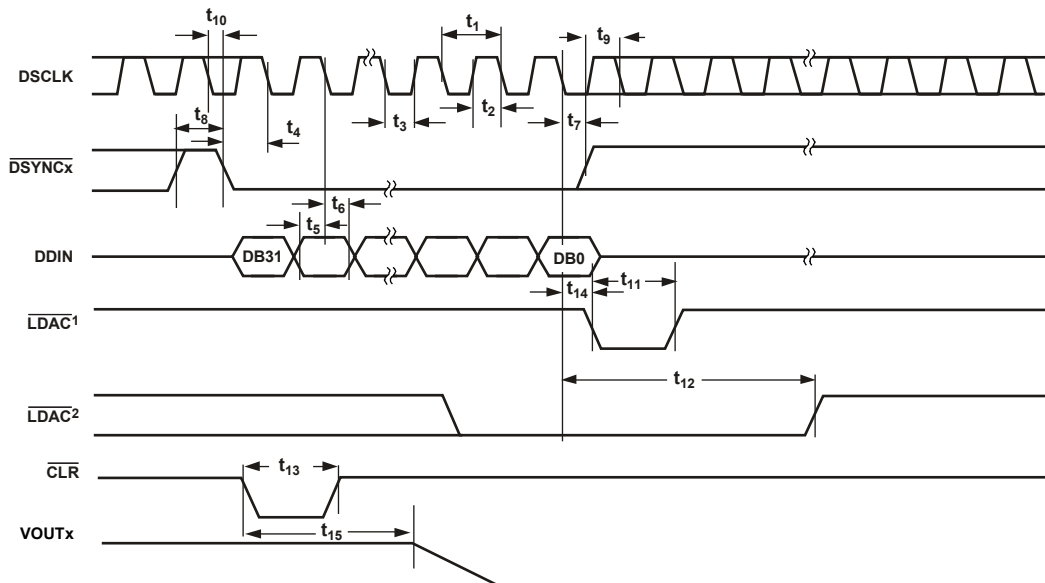 t10
t1
t9
DSCLK
t8
t4
t3
t2
t7
DSYNCx
t5
t6
DDIN
DB31
DB0
t14
t11
LDAC1
t12
LDAC2
CLR
t13
VOUTx
t15